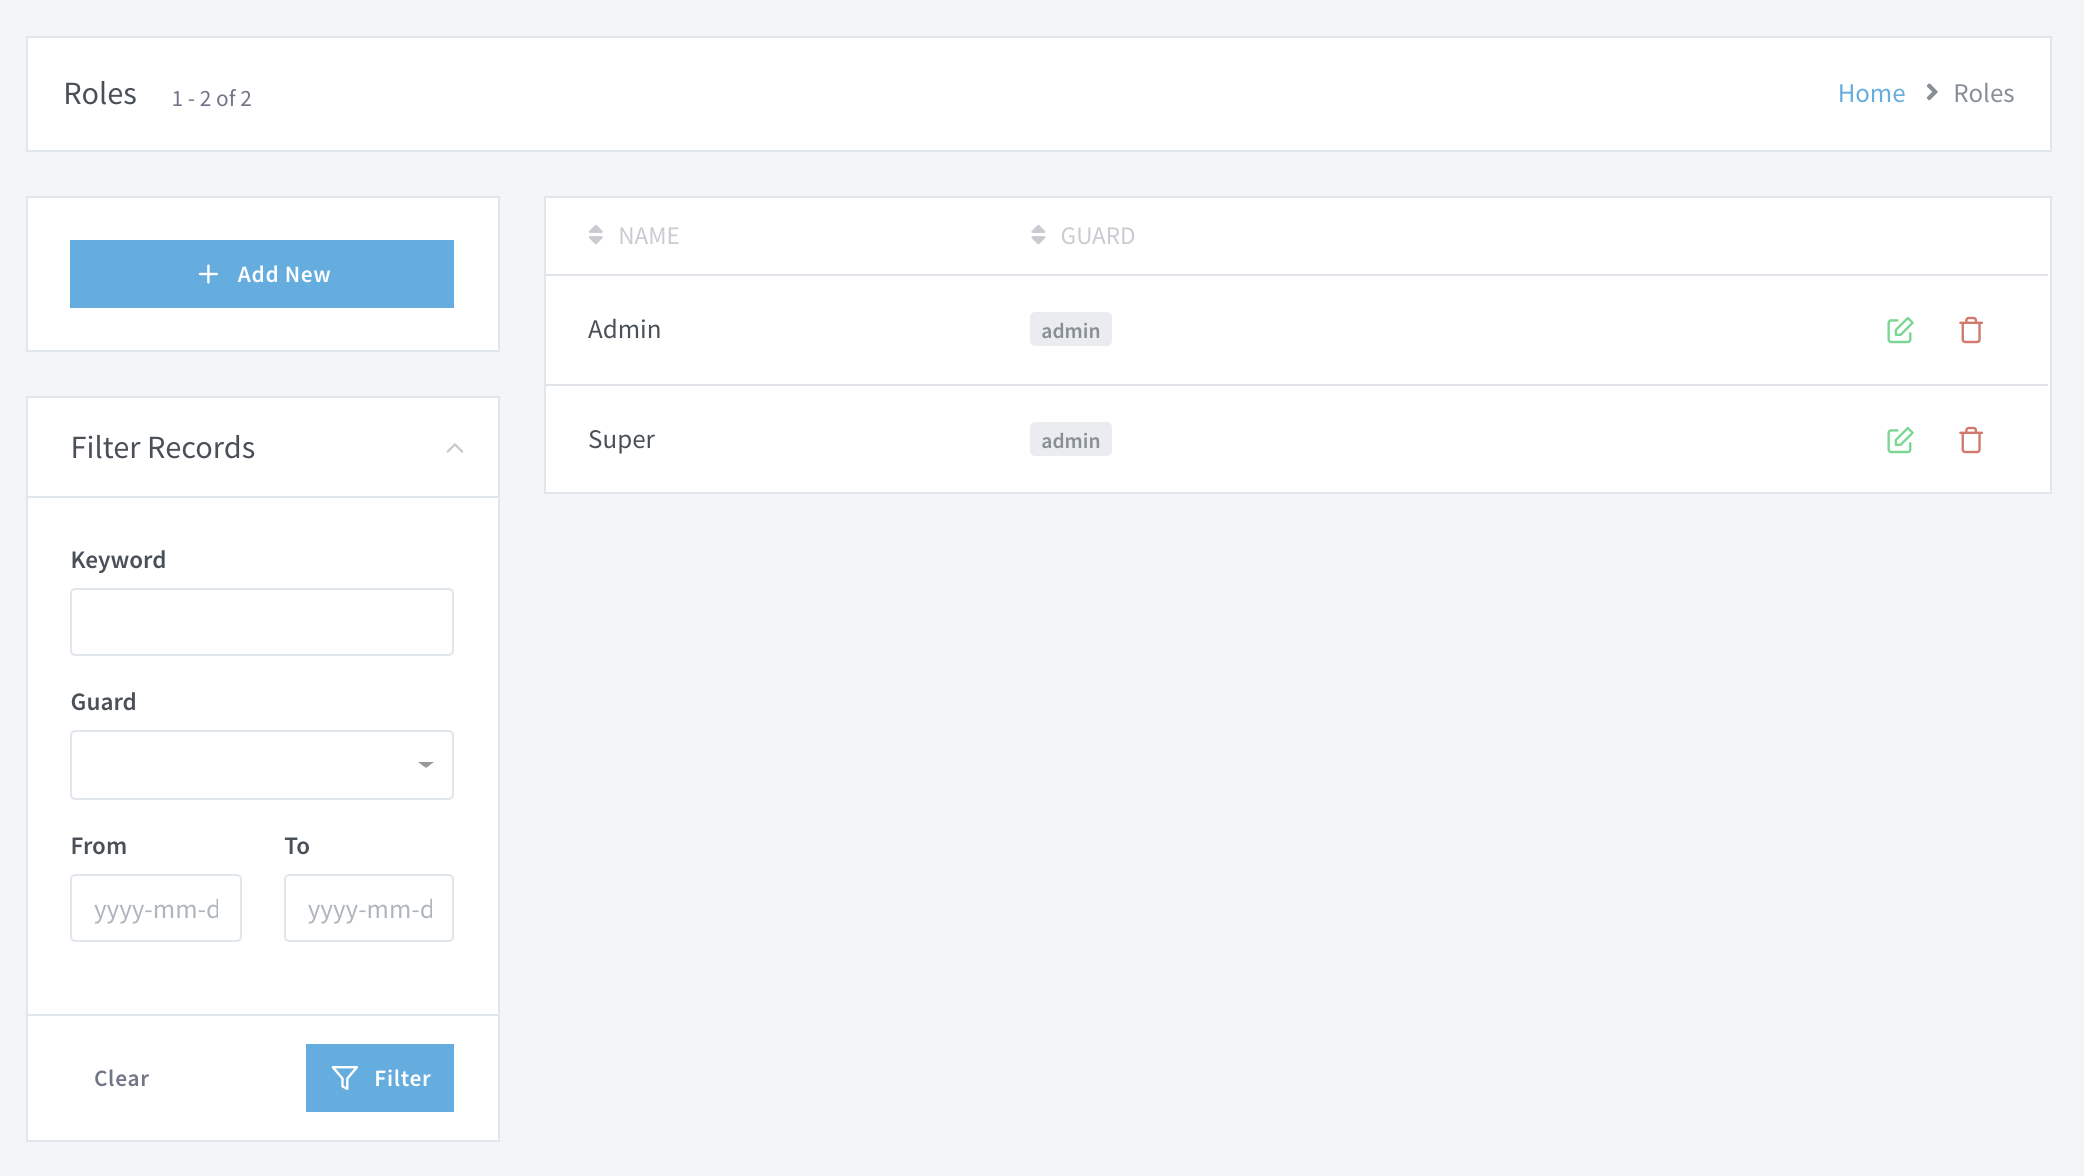 Roles 1 - 2 of 2
Home Roles
Add New
Filter Records
Keyword
Guard
From To
yyyy-mm-d yyyy-mm-d
Clear Filter
NAME GUARD
Admin admin
Super admin